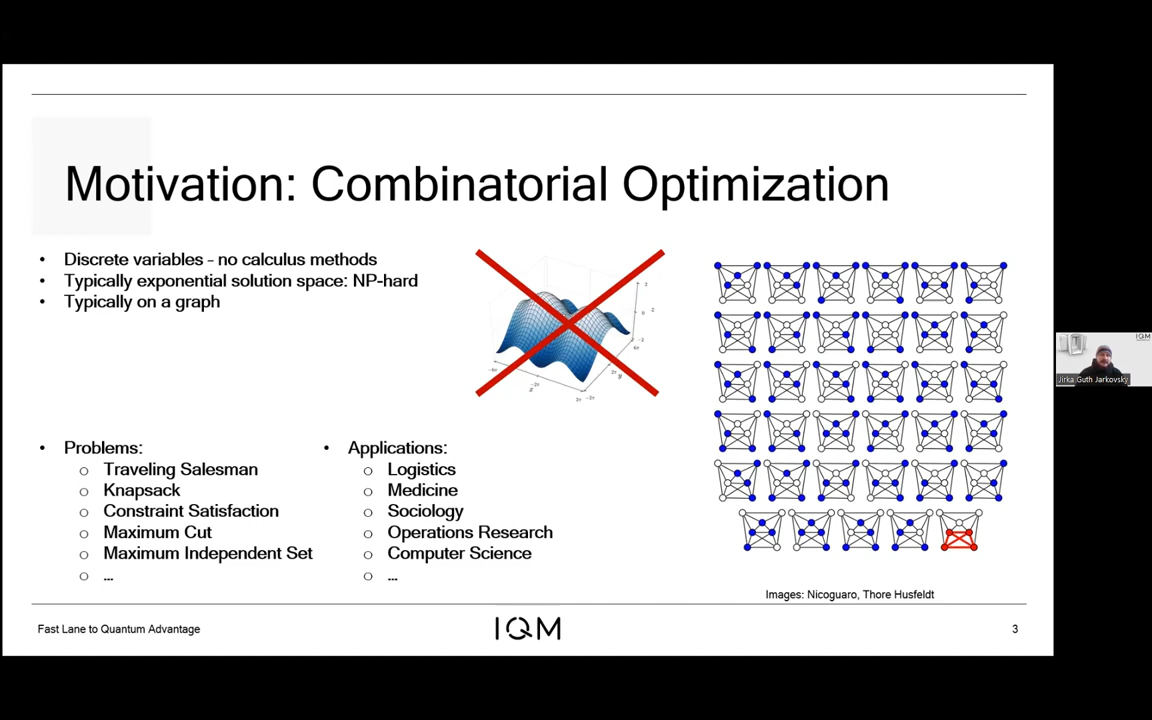 Motivation: Combinatorial Optimization
• Discrete variables - no calculus methods
• Typically exponential solution space: NP-hard
• Typically on a graph
• Problems:
o Traveling Salesman
o Knapsack
o Constraint Satisfaction
o Maximum Cut
o Maximum Independent Set
o ...
• Applications:
o Logistics
o Medicine
o Sociology
o Operations Research
o Computer Science
o ...
Images: Nicoguaro, Thore Husfeldt
Fast Lane to Quantum Advantage
IQM
3
IQM
Jirka Guth Jarkovsky